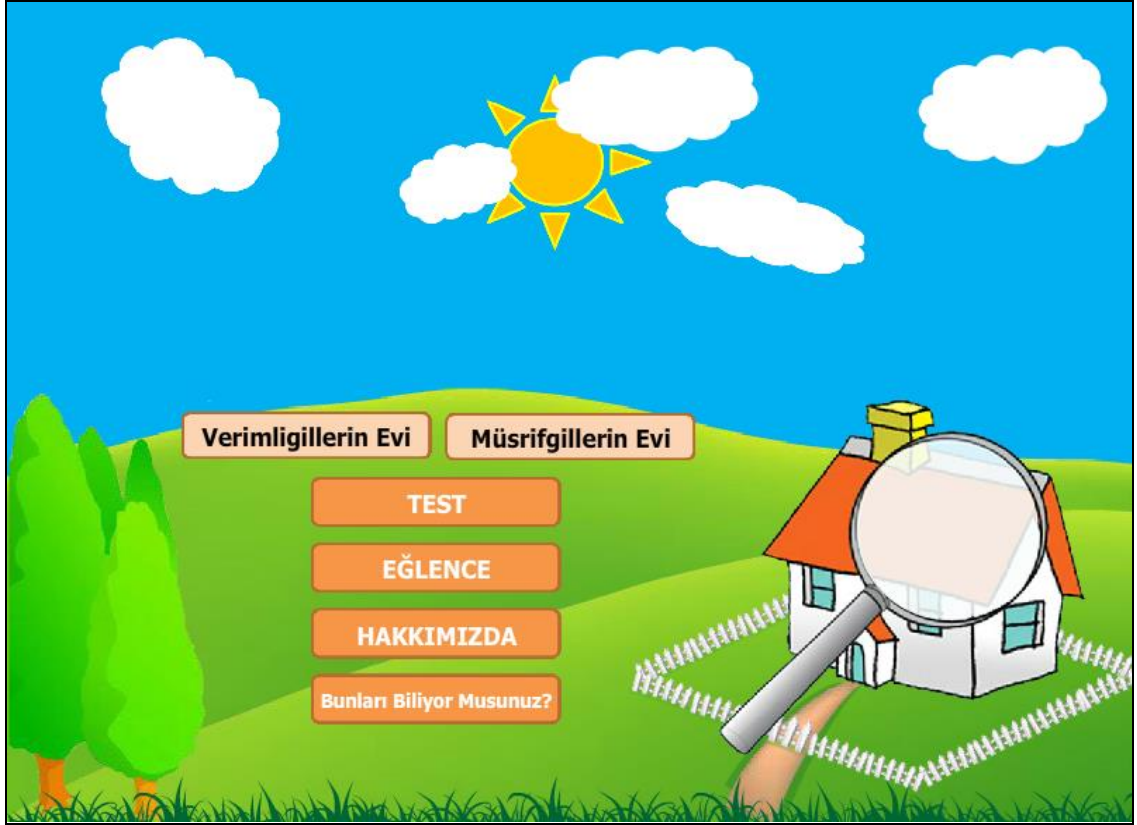 Verimligillerin Evi
Müsrifgillerin Evi
TEST
EĞLENCE
HAKKIMIZDA
Bunları Biliyor Musunuz?